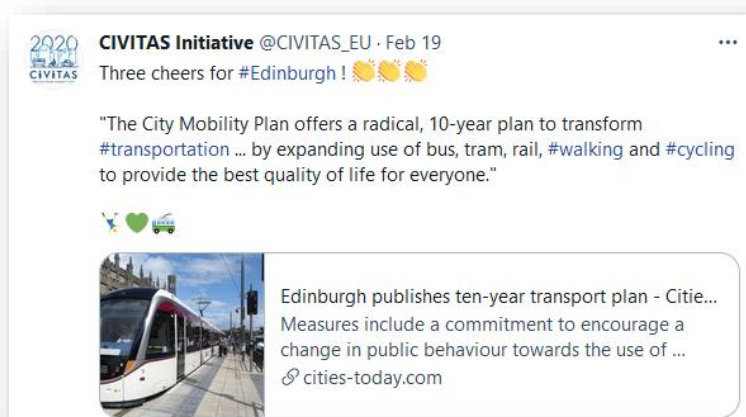 2020
CIVITAS
CIVITAS Initiative @CIVITAS_EU · Feb 19
Three cheers for #Edinburgh ! 👏👏👏
"The City Mobility Plan offers a radical, 10-year plan to transform
#transportation ... by expanding use of bus, tram, rail, #walking and #cycling
to provide the best quality of life for everyone."
Edinburgh publishes ten-year transport plan - Citie...
Measures include a commitment to encourage a
change in public behaviour towards the use of ...
cities-today.com